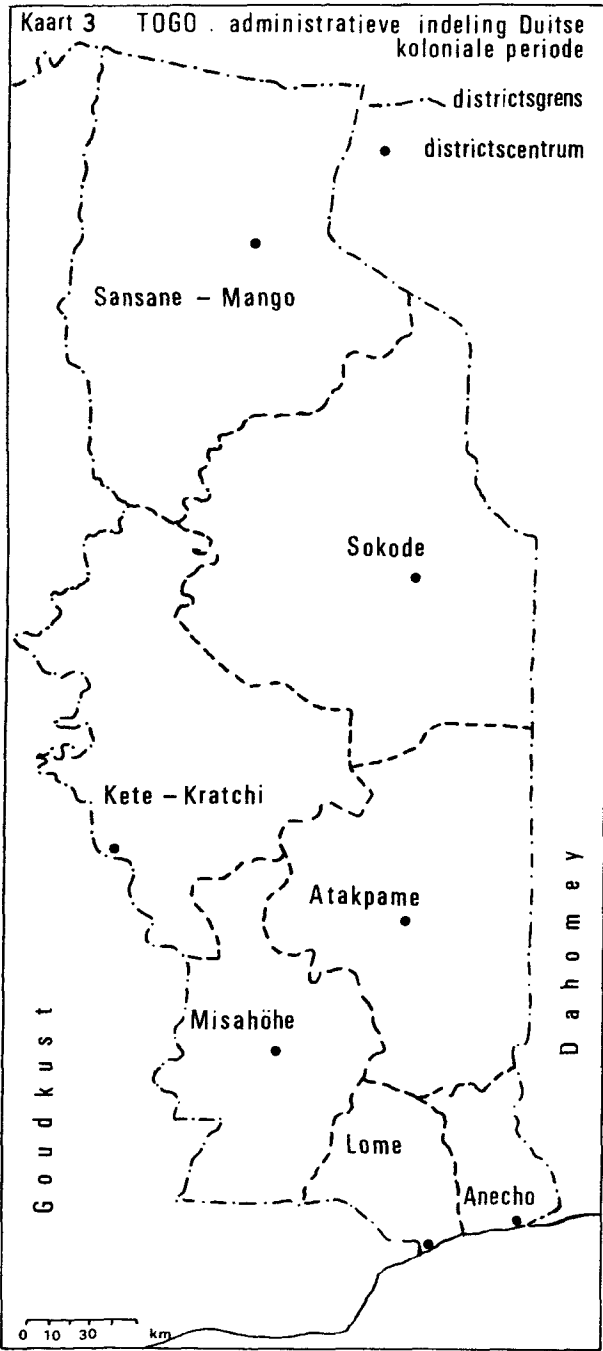 Kaart 3 TOGO . administratieve indeling Duitse
koloniale periode
districtsgrens
districtscentrum
Sansane – Mango
Sokode
Kete – Kratchi
Atakpame
Dahomey
Misahöhe
Goudkust
Lome
Anecho
0 10 30 km